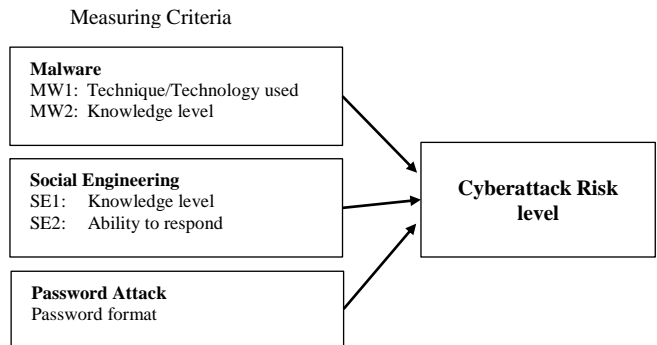 Measuring Criteria
Malware
MW1: Technique/Technology used
MW2: Knowledge level
Social Engineering
SE1: Knowledge level
SE2: Ability to respond
Password Attack
Password format
Cyberattack Risk
level